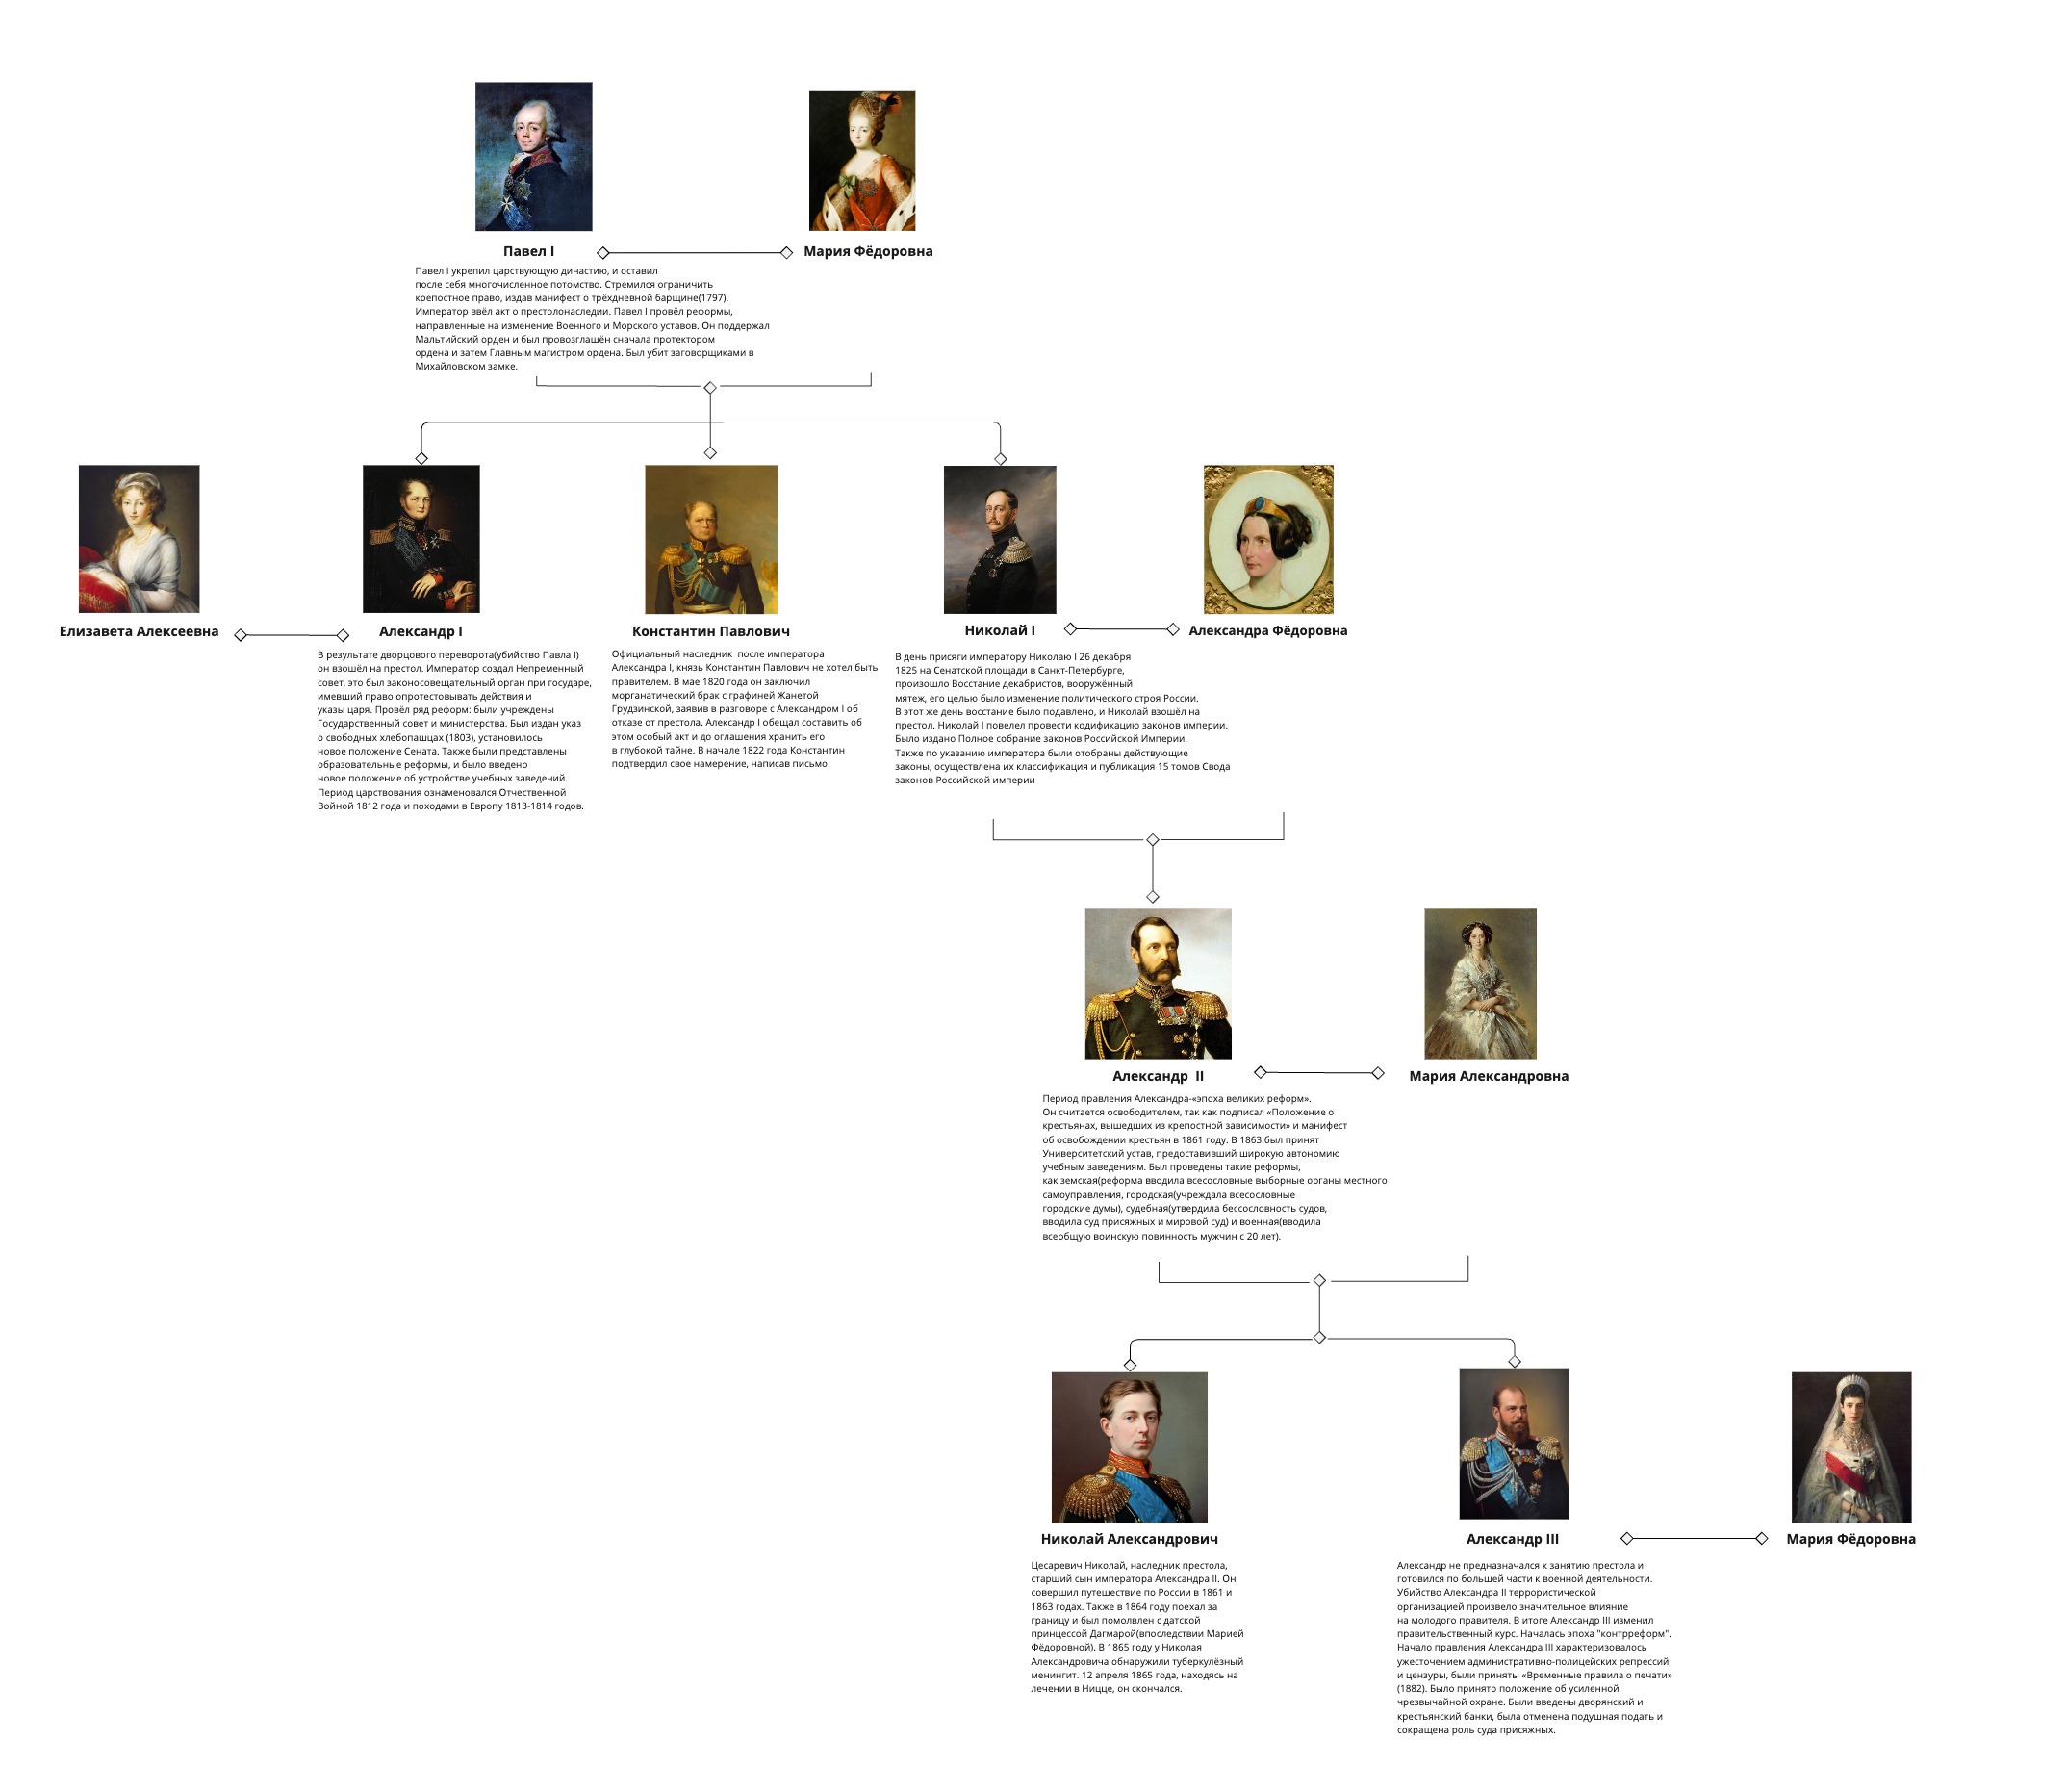 Павел I
Мария Фёдоровна
Павел I укрепил царствующую династию, и оставил
после себя многочисленное потомство. Стремился ограничить
крепостное право, издав манифест о трёхдневной барщине(1797).
Император ввёл акт о престолонаследии. Павел I провёл реформы,
направленные на изменение Военного и Морского уставов. Он поддержал
Мальтийский орден и был провозглашён сначала протектором
ордена и затем Главным магистром ордена. Был убит заговорщиками в
Михайловском замке.
Елизавета Алексеевна
Александр I
В результате дворцового переворота(убийство Павла I)
он взошёл на престол. Император создал Непременный
совет, это был законосовещательный орган при государе,
имевший право опротестовывать действия и
указы царя. Провёл ряд реформ: были учреждены
Государственный совет и министерства. Был издан указ
о свободных хлебопашцах (1803), установилось
новое положение Сената. Также были представлены
образовательные реформы, и было введено
новое положение об устройстве учебных заведений.
Период царствования ознаменовался Отчественной
Войной 1812 года и походами в Европу 1813-1814 годов.
Константин Павлович
Официальный наследник после императора
Александра I, князь Константин Павлович не хотел быть
правителем. В мае 1820 года он заключил
морганатический брак с графиней Жанетой
Грудзинской, заявив в разговоре с Александром I об
отказе от престола. Александр I обещал составить об
этом особый акт и до оглашения хранить его
в глубокой тайне. В начале 1822 года Константин
подтвердил свое намерение, написав письмо.
Николай I
Александра Фёдоровна
В день присяги императору Николаю I 26 декабря
1825 на Сенатской площади в Санкт-Петербурге,
произошло Восстание декабристов, вооружённый
мятеж, его целью было изменение политического строя России.
В этот же день восстание было подавлено, и Николай взошёл на
престол. Николай I повелел провести кодификацию законов империи.
Было издано Полное собрание законов Российской Империи.
Также по указанию императора были отобраны действующие
законы, осуществлена их классификация и публикация 15 томов Свода
законов Российской империи
Александр II
Мария Александровна
Период правления Александра-«эпоха великих реформ».
Он считается освободителем, так как подписал «Положение о
крестьянах, вышедших из крепостной зависимости» и манифест
об освобождении крестьян в 1861 году. В 1863 был принят
Университетский устав, предоставивший широкую автономию
учебным заведениям. Был проведены такие реформы,
как земская(реформа вводила всесословные выборные органы местного
самоуправления, городская(учреждала всесословные
городские думы), судебная(утвердила бессословность судов,
вводила суд присяжных и мировой суд) и военная(вводила
всеобщую воинскую повинность мужчин с 20 лет).
Николай Александрович
Цесаревич Николай, наследник престола,
старший сын императора Александра II. Он
совершил путешествие по России в 1861 и
1863 годах. Также в 1864 году поехал за
границу и был помолвлен с датской
принцессой Дагмарой(впоследствии Марией
Фёдоровной). В 1865 году у Николая
Александровича обнаружили туберкулёзный
менингит. 12 апреля 1865 года, находясь на
лечении в Ницце, он скончался.
Александр III
Мария Фёдоровна
Александр не предназначался к занятию престола и
готовился по большей части к военной деятельности.
Убийство Александра II террористической
организацией произвело значительное влияние
на молодого правителя. В итоге Александр III изменил
правительственный курс. Началась эпоха "контрреформ".
Начало правления Александра III характеризовалось
ужесточением административно-полицейских репрессий
и цензуры, были приняты «Временные правила о печати»
(1882). Было принято положение об усиленной
чрезвычайной охране. Были введены дворянский и
крестьянский банки, была отменена подушная подать и
сокращена роль суда присяжных.